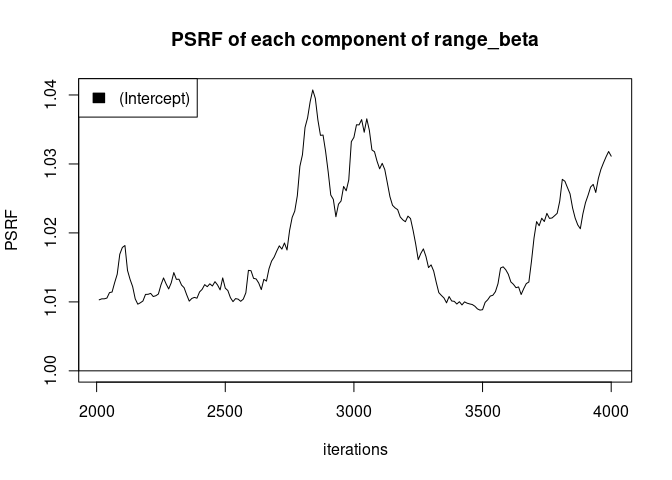 PSRF of each component of range_beta
(Intercept)
PSRF
1.04
1.03
1.02
1.01
1.00
2000 2500 3000 3500 4000
iterations